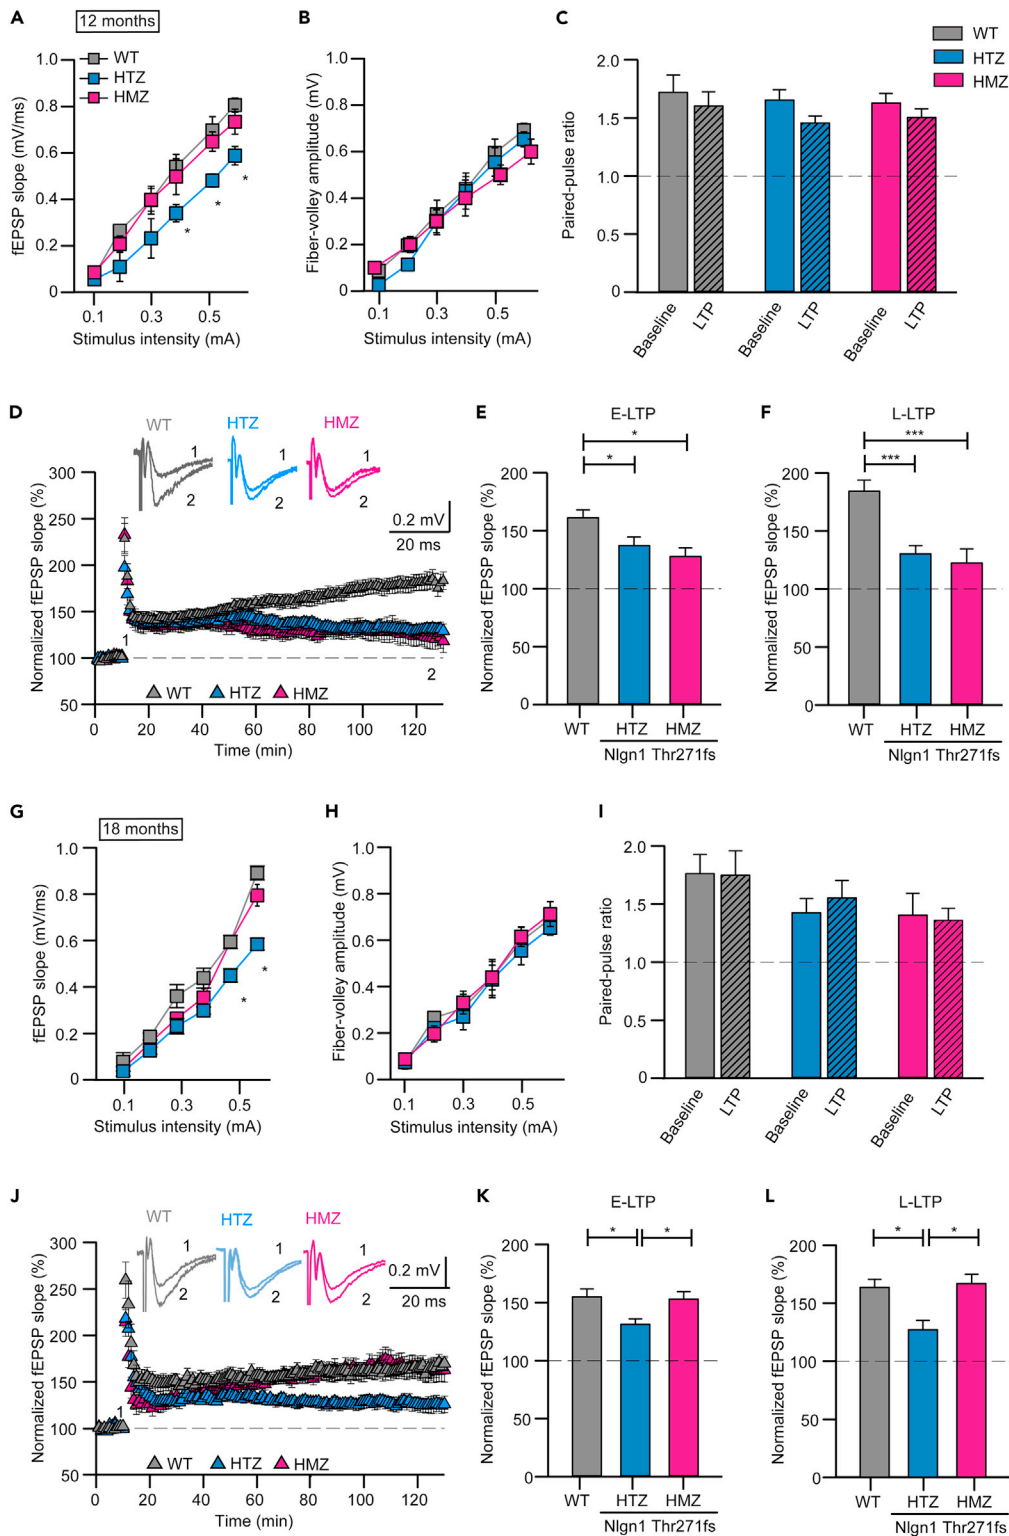 A
12 months
WT
HTZ
HMZ
1.0
0.8
0.6
0.4
0.2
0
fEPSP slope (mV/ms)
*
*
*
0.1
0.3
0.5
Stimulus intensity (mA)
B
1.0
0.8
0.6
0.4
0.2
0
Fiber-volley amplitude (mV)
0.1
0.3
0.5
Stimulus intensity (mA)
C
WT
HTZ
HMZ
2.0
1.5
1.0
0.5
0
Paired-pulse ratio
Baseline
LTP
Baseline
LTP
Baseline
LTP
D
WT
HTZ
HMZ
1
2
1
2
1
2
0.2 mV
20 ms
300
250
200
150
100
50
Normalized fEPSP slope (%)
1
2
WT
HTZ
HMZ
0
20
40
60
80
100
120
Time (min)
E
E-LTP
*
*
200
150
100
50
0
Normalized fEPSP slope (%)
WT
HTZ
HMZ
Nlgn1 Thr271fs
F
L-LTP
***
***
200
150
100
50
0
Normalized fEPSP slope (%)
WT
HTZ
HMZ
Nlgn1 Thr271fs
G
18 months
1.0
0.8
0.6
0.4
0.2
0
fEPSP slope (mV/ms)
*
*
0.1
0.3
0.5
Stimulus intensity (mA)
H
1.0
0.8
0.6
0.4
0.2
0
Fiber-volley amplitude (mV)
0.1
0.3
0.5
Stimulus intensity (mA)
I
2.0
1.5
1.0
0.5
0
Paired-pulse ratio
Baseline
LTP
Baseline
LTP
Baseline
LTP
J
WT
HTZ
HMZ
1
2
1
2
1
2
0.2 mV
20 ms
300
250
200
150
100
50
Normalized fEPSP slope (%)
1
WT
HTZ
HMZ
0
20
40
60
80
100
120
Time (min)
K
E-LTP
*
*
200
150
100
50
0
Normalized fEPSP slope (%)
WT
HTZ
HMZ
Nlgn1 Thr271fs
L
L-LTP
*
*
200
150
100
50
0
Normalized fEPSP slope (%)
WT
HTZ
HMZ
Nlgn1 Thr271fs